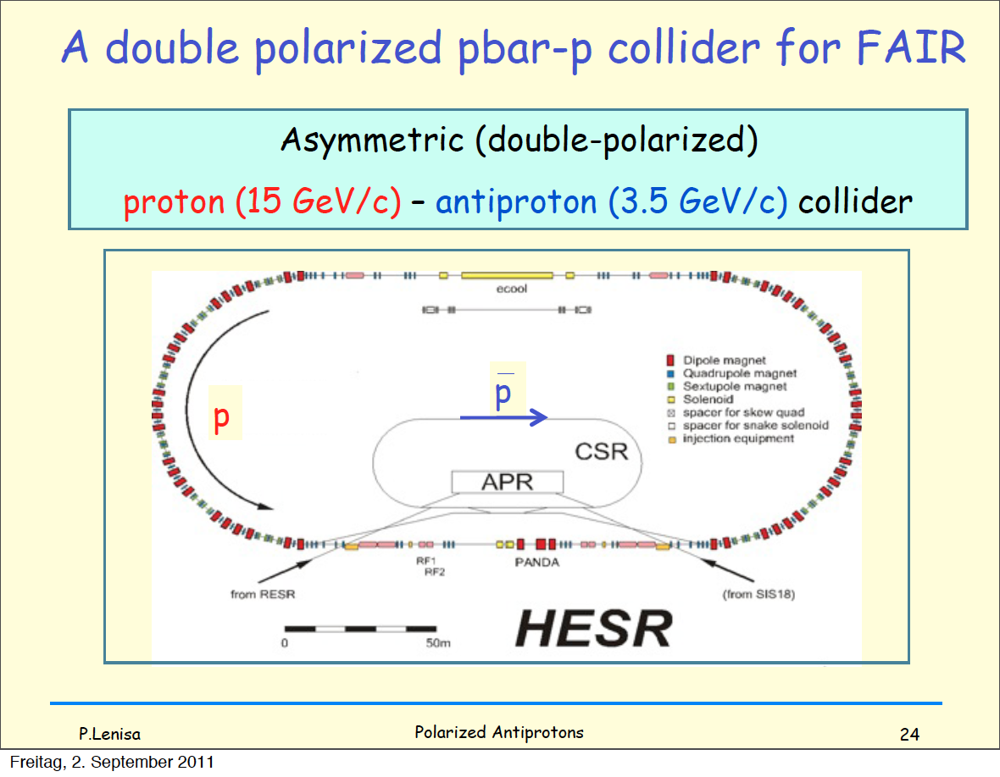 A double polarized pbar-p collider for FAIR
Asymmetric (double-polarized)
proton (15 GeV/c) – antiproton (3.5 GeV/c) collider
ecool
p
p̅
Dipole magnet
Quadrupole magnet
Sextupole magnet
Solenoid
spacer for skew quad
spacer for snake solenoid
injection equipment
CSR
APR
RF1
RF2
PANDA
from RESR
(from SIS18)
HESR
0 50m
P.Lenisa Polarized Antiprotons 24
Freitag, 2. September 2011